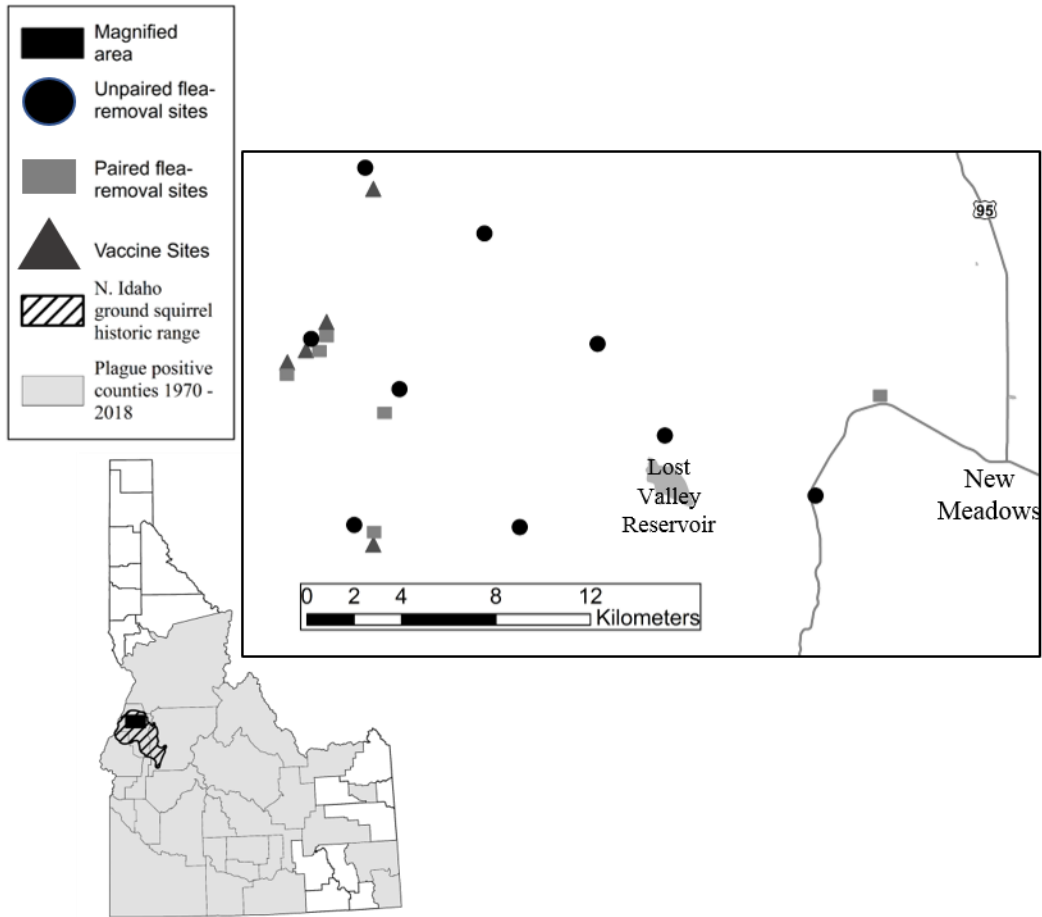 Magnified
area
Unpaired flea-
removal sites
Paired flea-
removal sites
Vaccine Sites
N. Idaho
ground squirrel
historic range
Plague positive
counties 1970 -
2018
95
Lost
Valley
Reservoir
New
Meadows
0 2 4 8 12
Kilometers